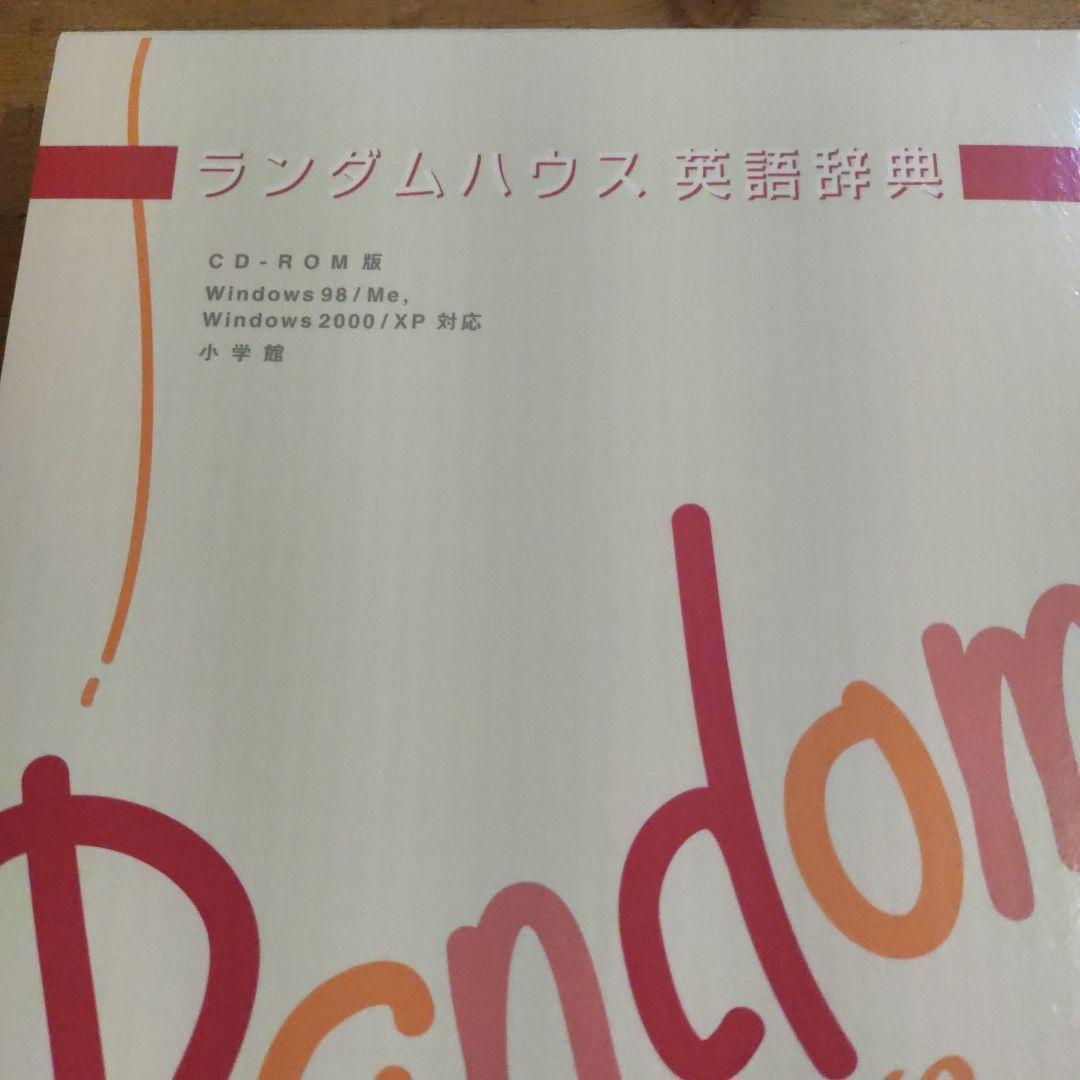 ランダムハウス 英語辞典
CD-ROM版
Windows 98/Me,
Windows 2000/XP 対応
小学館
Random